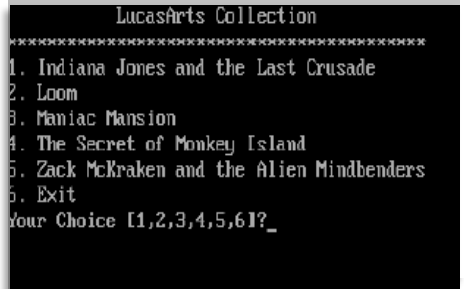 LucasArts Collection
******************************************
1. Indiana Jones and the Last Crusade
2. Loom
3. Maniac Mansion
4. The Secret of Monkey Island
5. Zack McKraken and the Alien Mindbenders
6. Exit
Your Choice [1,2,3,4,5,6]?_